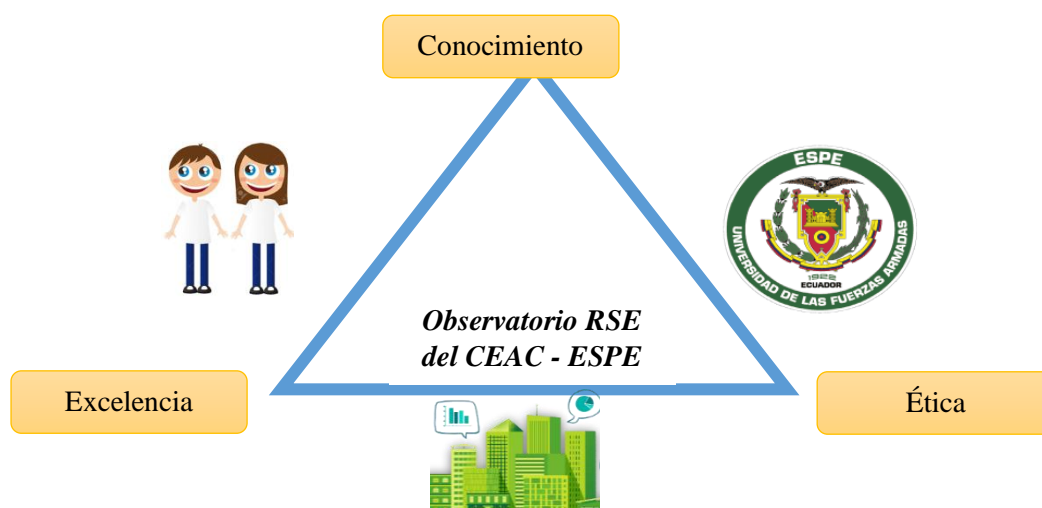 Conocimiento
ESPE
UNIVERSIDAD DE LAS FUERZAS ARMADAS
1922
ECUADOR
Observatorio RSE
del CEAC - ESPE
Excelencia
Ética